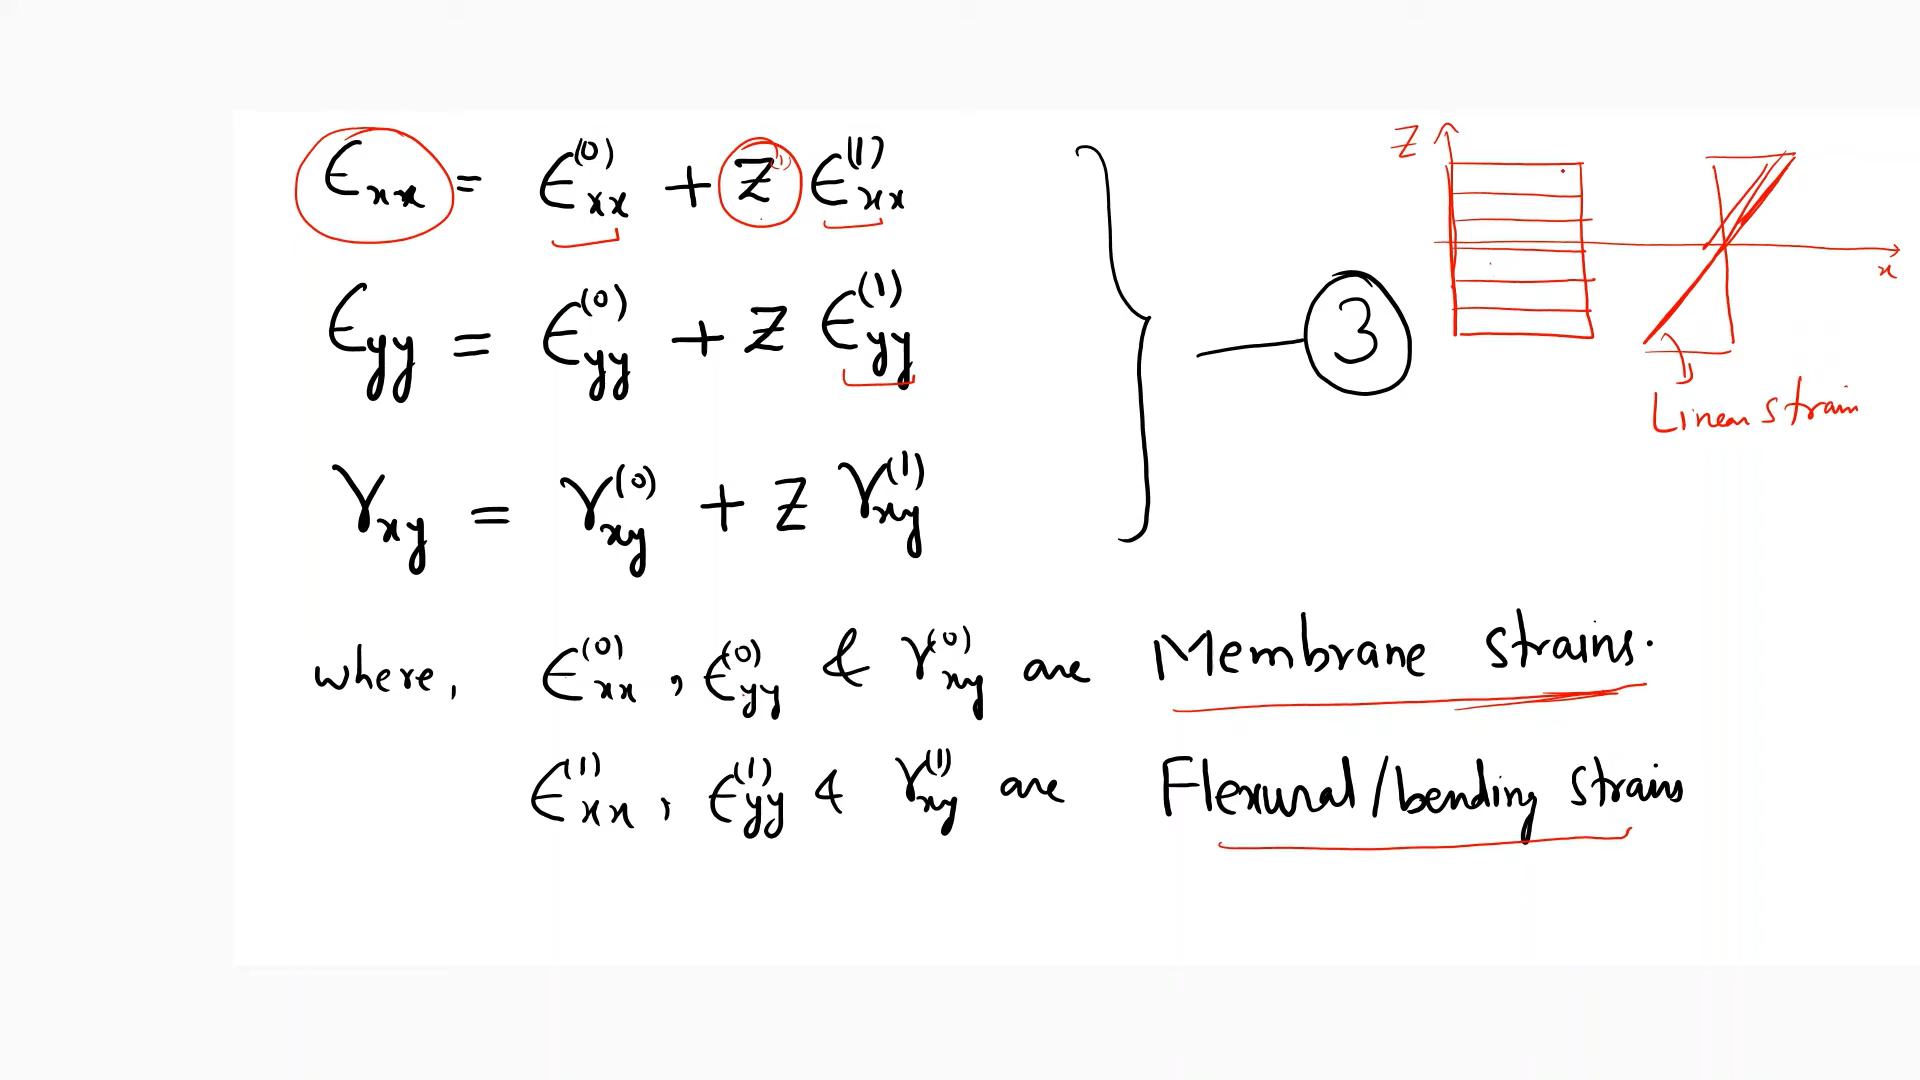 ϵxx = ϵxx^(0) + z^(1) ϵxx^(1)
ϵyy = ϵyy^(0) + z ϵyy^(1)
γxy = γxy^(0) + z γxy^(1)
3
z
x
Linear strain
where, ϵxx^(0), ϵyy^(0) & γxy^(0) are Membrane strains.
ϵxx^(1), ϵyy^(1) & γxy^(1) are Flexural/bending strains